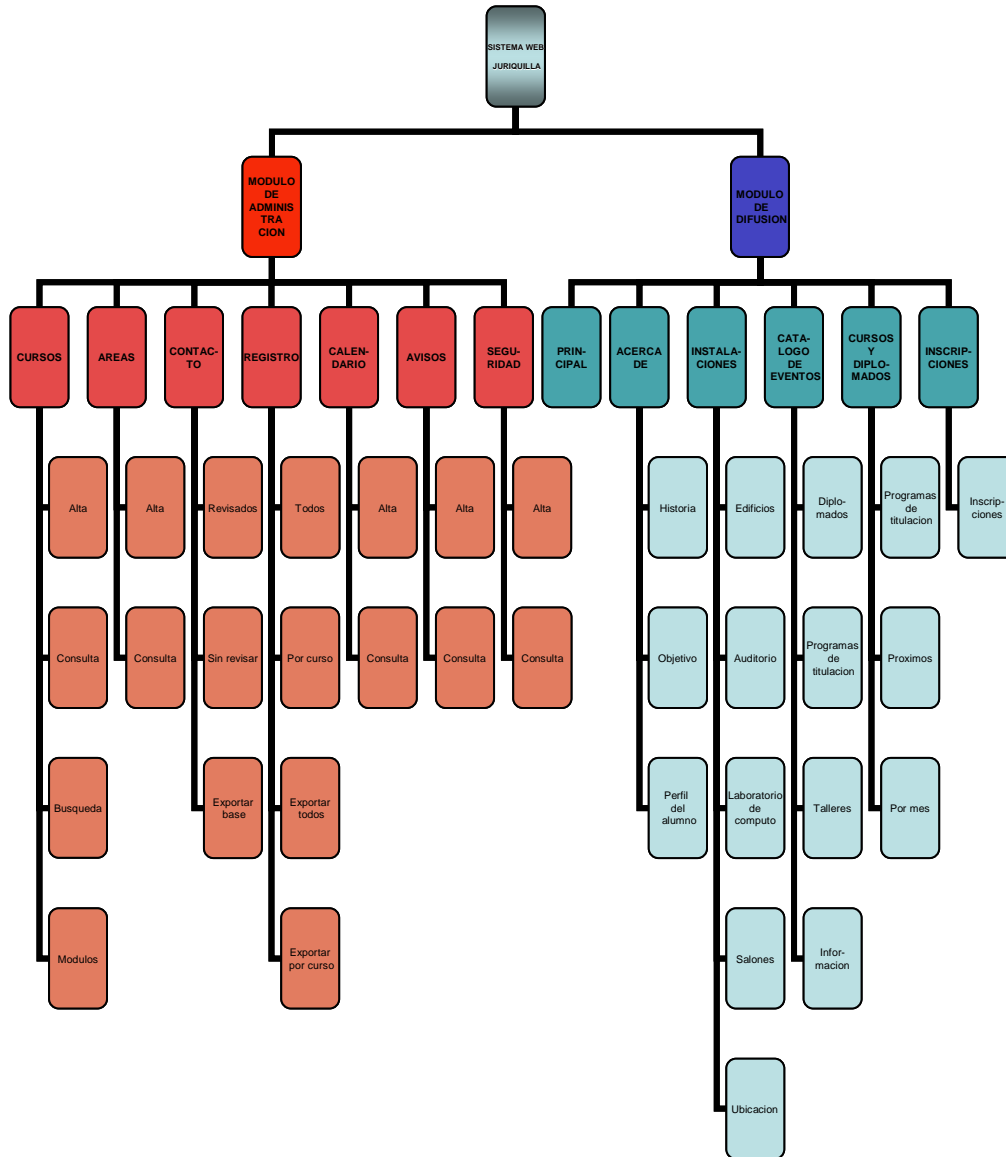 SISTEMA WEB
JURIQUILLA
MODULO
DE
ADMINIS
TRA
CION
MODULO
DE
DIFUSION
CURSOS
AREAS
CONTAC-
TO
REGISTRO
CALEN-
DARIO
AVISOS
SEGU-
RIDAD
PRIN-
CIPAL
ACERCA
DE
INSTALA-
CIONES
CATA-
LOGO
DE
EVENTOS
CURSOS
Y
DIPLO-
MADOS
INSCRIP-
CIONES
Alta
Alta
Revisados
Todos
Alta
Alta
Alta
Historia
Edificios
Diplo-
mados
Programas
de
titulacion
Inscrip-
ciones
Consulta
Consulta
Sin revisar
Por curso
Consulta
Consulta
Consulta
Objetivo
Auditorio
Programas
de
titulacion
Proximos
Busqueda
Exportar
base
Exportar
todos
Perfil
del
alumno
Laboratorio
de
computo
Talleres
Por mes
Modulos
Exportar
por curso
Salones
Infor-
macion
Ubicacion